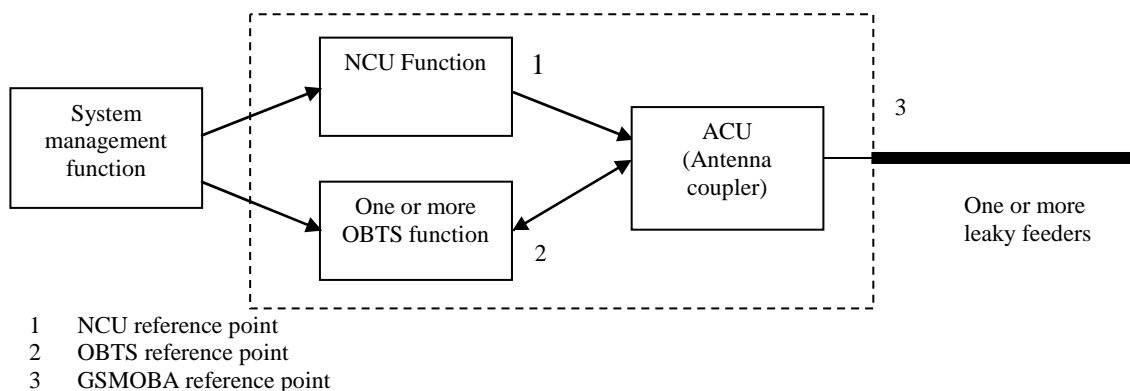 NCU Function
1
System
management
function
ACU
(Antenna
coupler)
3
One or more
OBTS function
2
One or more
leaky feeders
1 NCU reference point
2 OBTS reference point
3 GSMOBA reference point